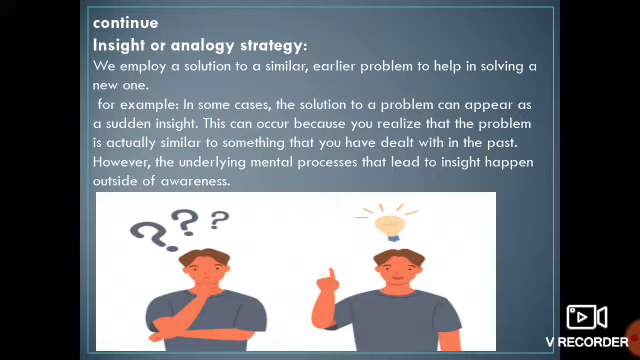 continue
Insight or analogy strategy:
We employ a solution to a similar, earlier problem to help in solving a
new one.
for example: In some cases, the solution to a problem can appear as
a sudden insight. This can occur because you realize that the problem
is actually similar to something that you have dealt with in the past.
However, the underlying mental processes that lead to insight happen
outside of awareness.
? ? ?
V RECORDER